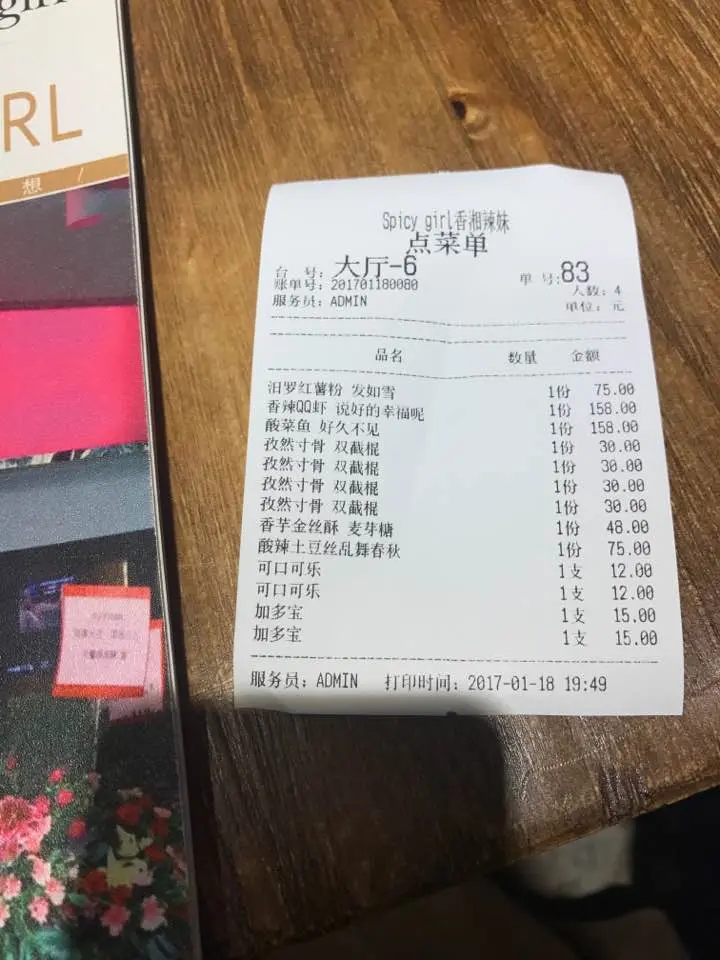 girl
RL
想 /
Spicy girl香湘辣妹
点菜单
台 号: 大厅-6 单 号:83
账单号: 201701180080 人数: 4
服务员: ADMIN 单位: 元
品名 数量 金额
汨罗红薯粉 发如雪 1份 75.00
香辣QQ虾 说好的幸福呢 1份 158.00
酸菜鱼 好久不见 1份 158.00
孜然寸骨 双截棍 1份 30.00
孜然寸骨 双截棍 1份 30.00
孜然寸骨 双截棍 1份 30.00
孜然寸骨 双截棍 1份 30.00
香芋金丝酥 麦芽糖 1份 48.00
酸辣土豆丝乱舞春秋 1份 75.00
可口可乐 1支 12.00
可口可乐 1支 12.00
加多宝 1支 15.00
加多宝 1支 15.00
服务员: ADMIN 打印时间: 2017-01-18 19:49